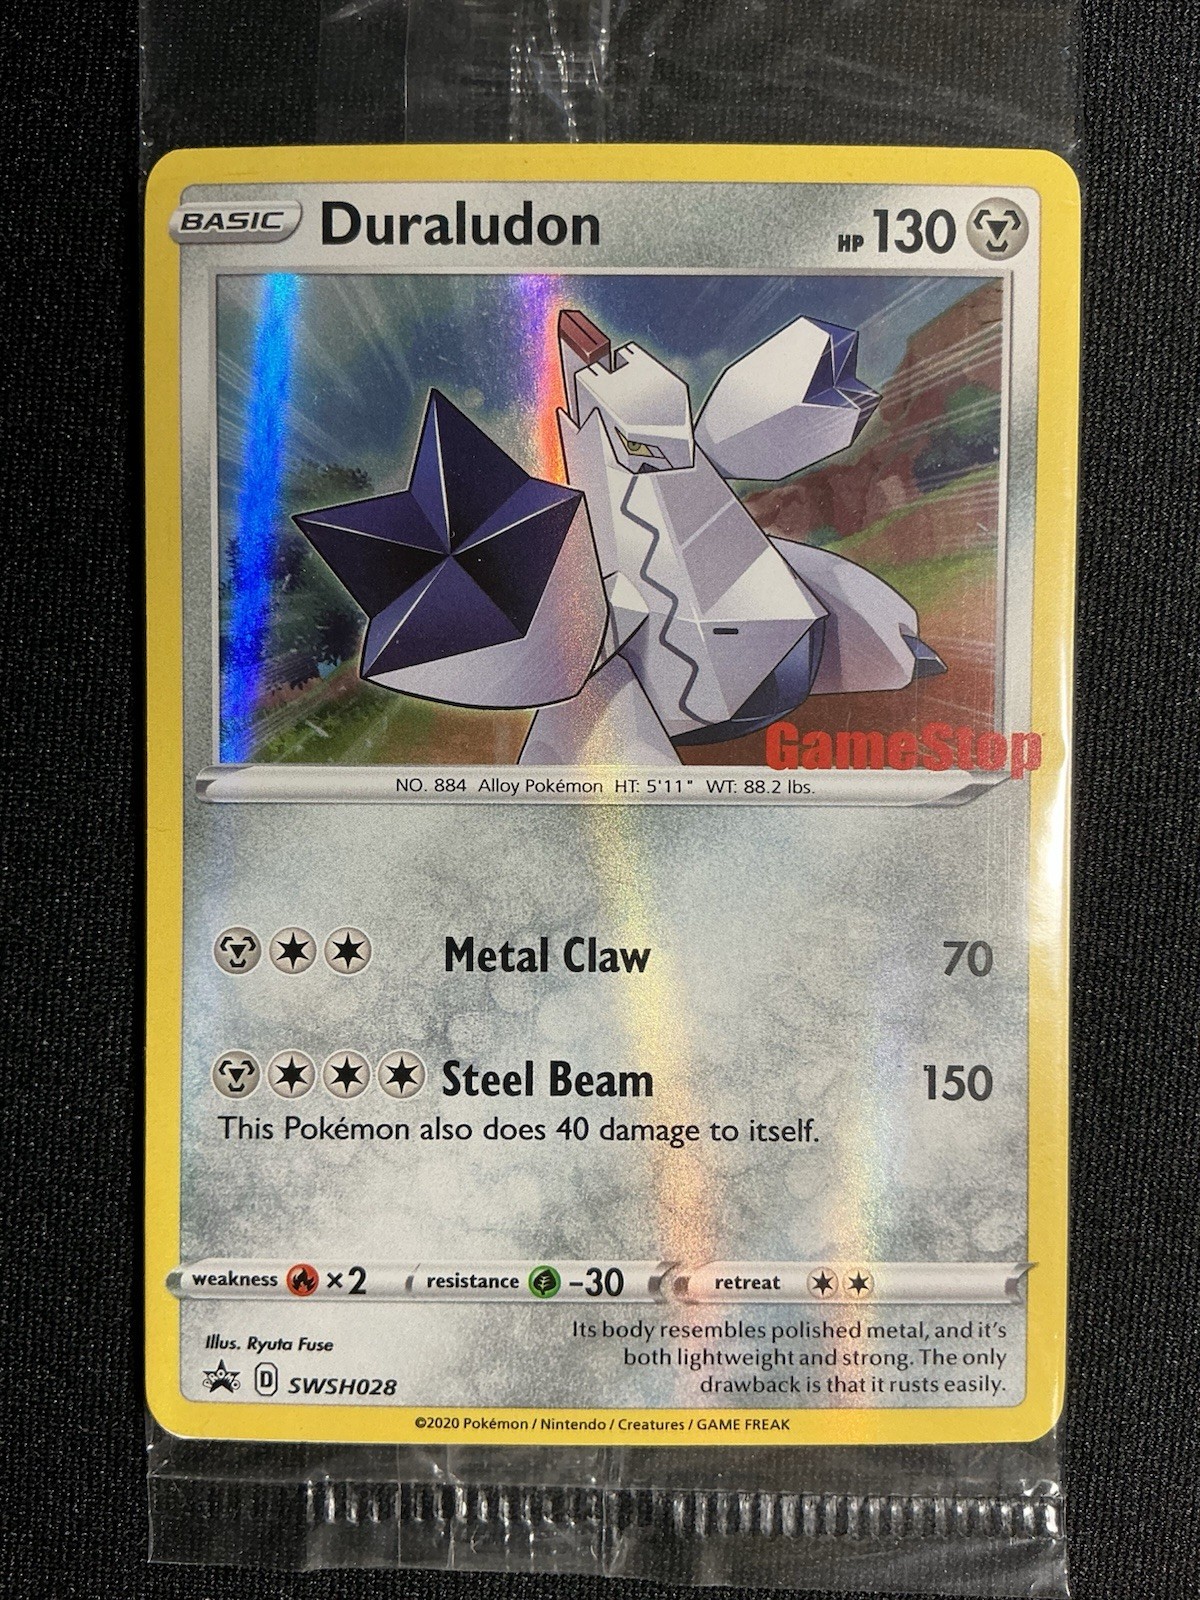 BASIC Duraludon HP 130
GameStop
NO. 884 Alloy Pokémon HT: 5'11" WT: 88.2 lbs.
Metal Claw 70
Steel Beam 150
This Pokémon also does 40 damage to itself.
weakness ×2 resistance -30 retreat
Illus. Ryuta Fuse
Its body resembles polished metal, and it's
both lightweight and strong. The only
drawback is that it rusts easily.
PROMO D SWSH028
©2020 Pokémon / Nintendo / Creatures / GAME FREAK